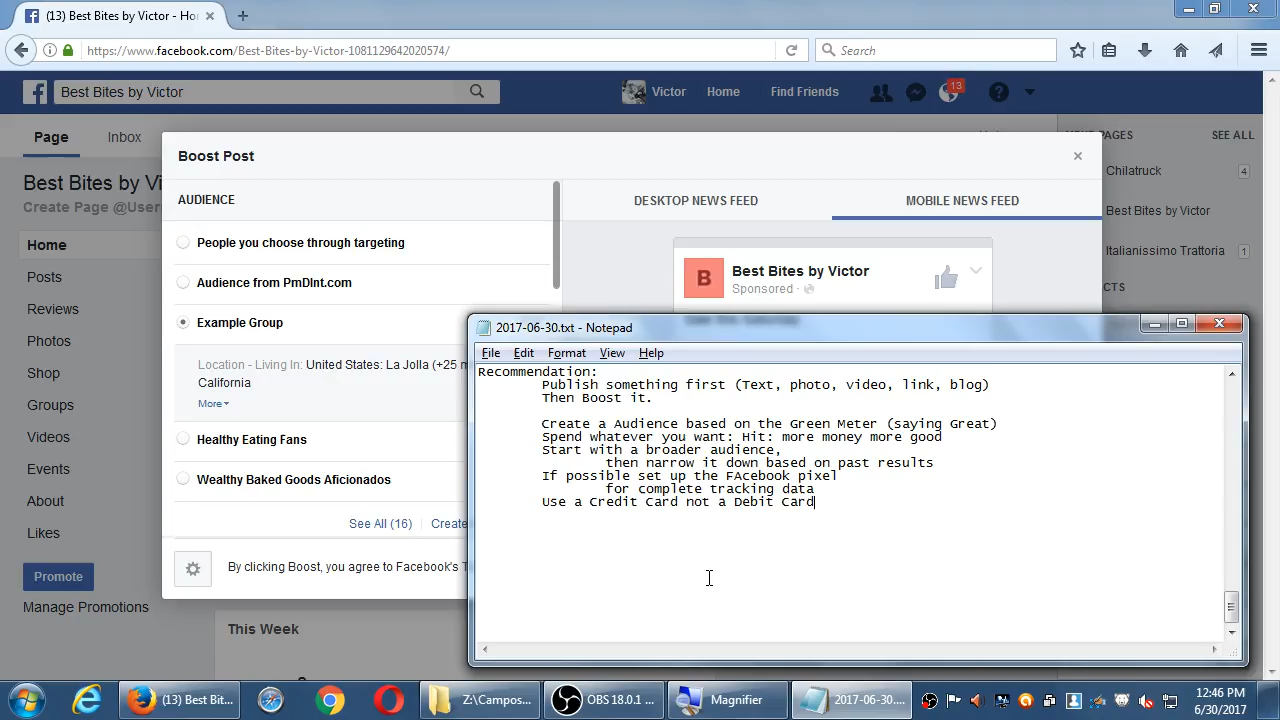 (13) Best Bites by Victor - Ho
https://www.facebook.com/Best-Bites-by-Victor-1081129642020574/
Search
Best Bites by Victor
Victor
Home
Find Friends
13
Page
Inbox
PAGES
SEE ALL
Chilatruck
4
Best Bites by Victor
Italianissimo Trattoria
1
Best Bites by Vi
Create Page @User
Home
Posts
Reviews
Photos
Shop
Groups
Videos
Events
About
Likes
Promote
Manage Promotions
This Week
Boost Post
AUDIENCE
People you choose through targeting
Audience from PmDInt.com
Example Group
Location - Living In: United States: La Jolla (+25 m
California
More
Healthy Eating Fans
Wealthy Baked Goods Aficionados
See All (16)
Create
By clicking Boost, you agree to Facebook's T
DESKTOP NEWS FEED
MOBILE NEWS FEED
B
Best Bites by Victor
Sponsored ·
2017-06-30.txt - Notepad
File Edit Format View Help
Recommendation:
Publish something first (Text, photo, video, link, blog)
Then Boost it.
Create a Audience based on the Green Meter (saying Great)
Spend whatever you want: Hit: more money more good
Start with a broader audience,
then narrow it down based on past results
If possible set up the FAcebook pixel
for complete tracking data
Use a Credit Card not a Debit Card
(13) Best Bit...
Z:\Campos...
OBS 18.0.1 ...
Magnifier
2017-06-30....
12:46 PM
6/30/2017